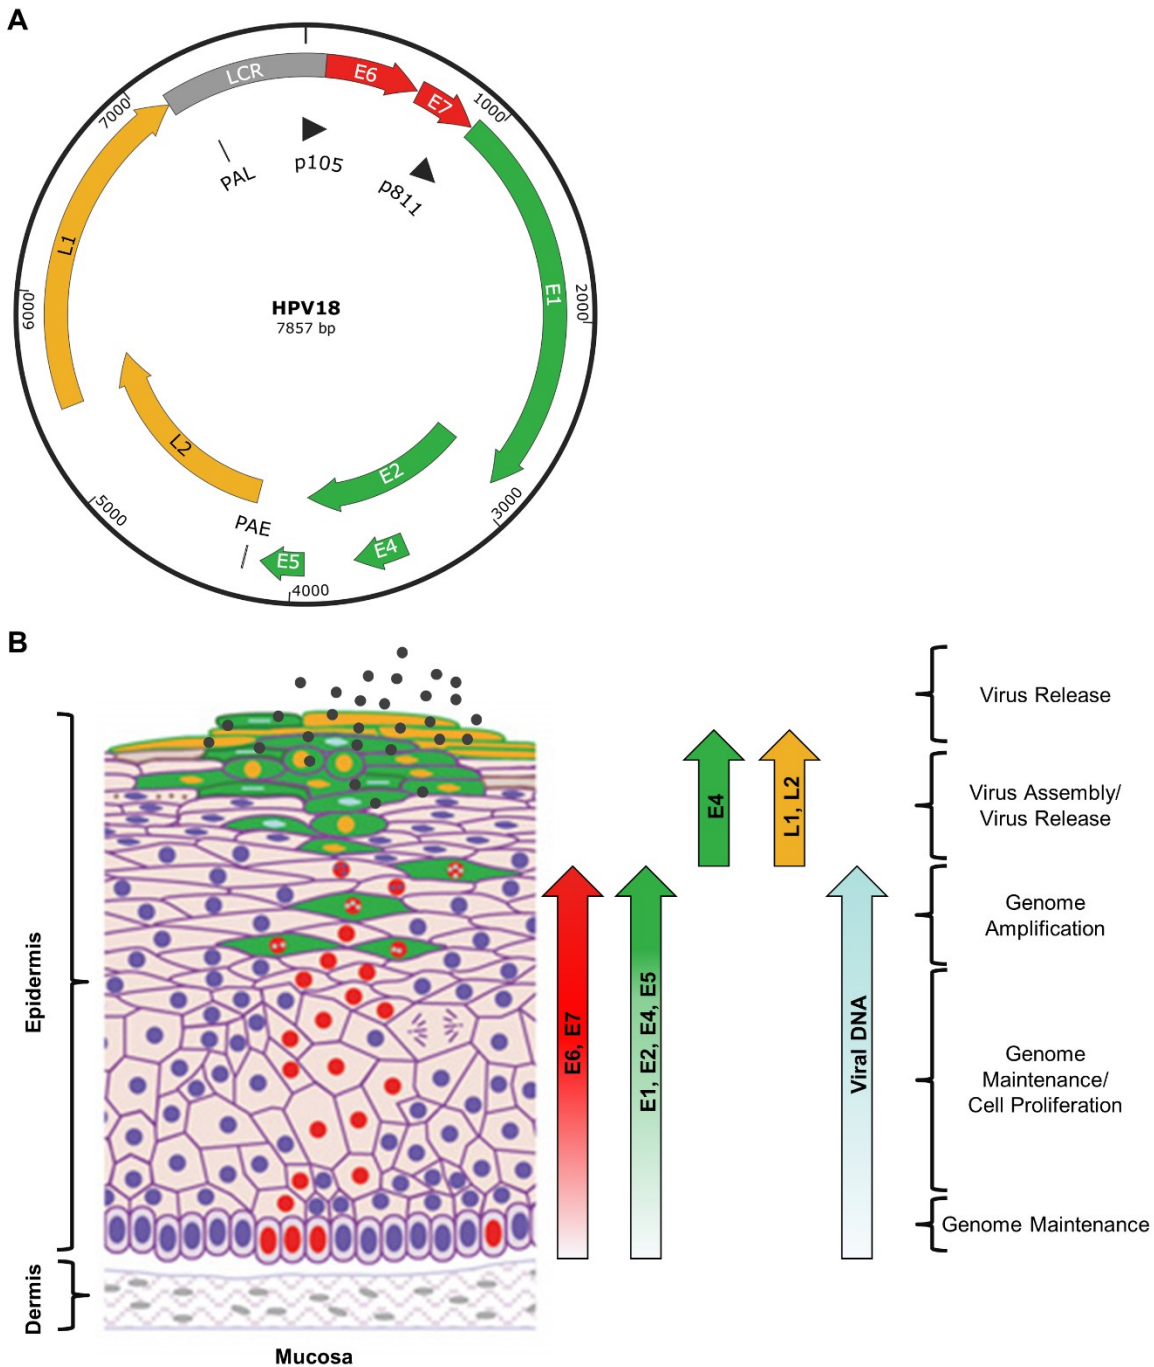 A
LCR
E6
E7
1000
7000
PAL
p105
p811
L1
E1
6000
2000
HPV18
7857 bp
L2
E2
5000
3000
PAE
E5
E4
4000
B
Virus Release
Virus Assembly/
Virus Release
E4
L1, L2
Genome
Amplification
Epidermis
E6, E7
E1, E2, E4, E5
Viral DNA
Genome
Maintenance/
Cell Proliferation
Genome Maintenance
Dermis
Mucosa